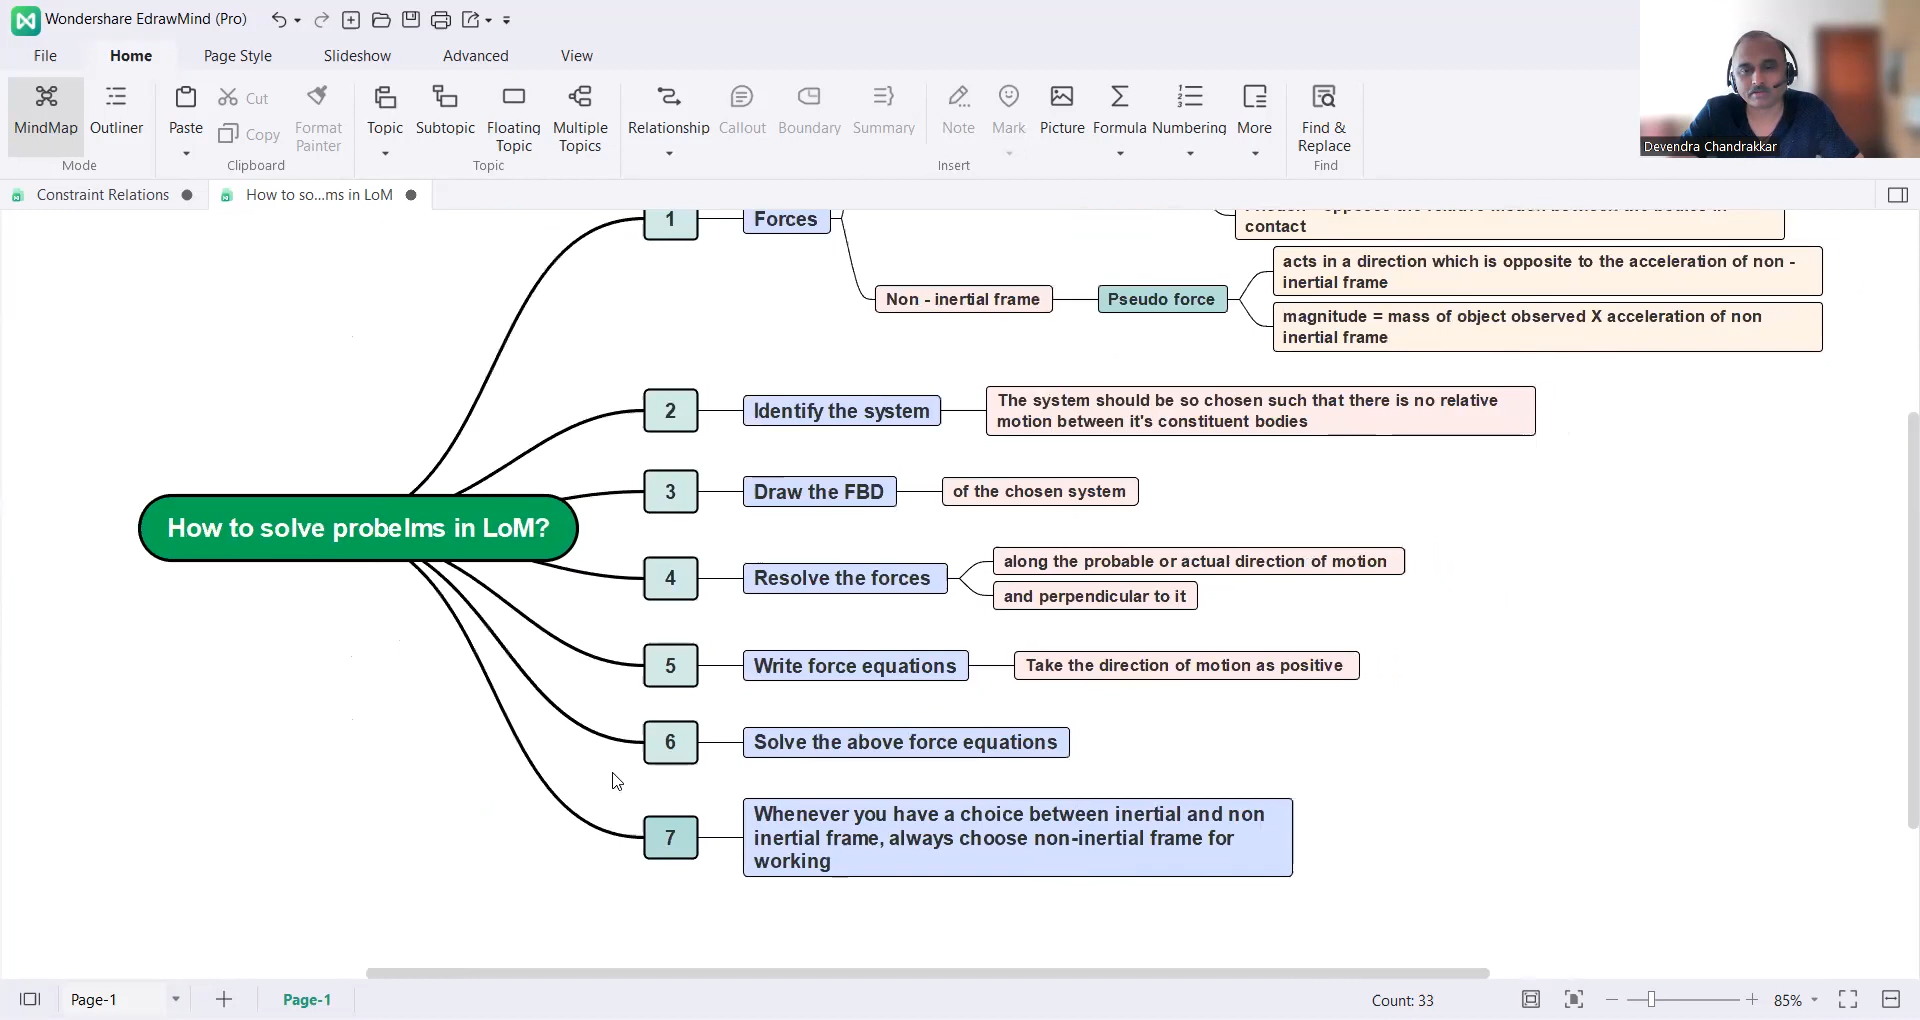 Wondershare EdrawMind (Pro)
File
Home
Page Style
Slideshow
Advanced
View
MindMap
Outliner
Mode
Paste
Cut
Copy
Format
Painter
Clipboard
Topic
Subtopic
Floating
Topic
Multiple
Topics
Topic
Relationship
Callout
Boundary
Summary
Note
Mark
Picture
Formula
Numbering
More
Insert
Find &
Replace
Find
Devendra Chandrakkar
Constraint Relations
How to so...ms in LoM
1
Forces
contact
Non - inertial frame
Pseudo force
acts in a direction which is opposite to the acceleration of non -
inertial frame
magnitude = mass of object observed X acceleration of non
inertial frame
2
Identify the system
The system should be so chosen such that there is no relative
motion between it's constituent bodies
3
Draw the FBD
of the chosen system
How to solve probelms in LoM?
4
Resolve the forces
along the probable or actual direction of motion
and perpendicular to it
5
Write force equations
Take the direction of motion as positive
6
Solve the above force equations
7
Whenever you have a choice between inertial and non
inertial frame, always choose non-inertial frame for
working
Page-1
Page-1
Count: 33
85%